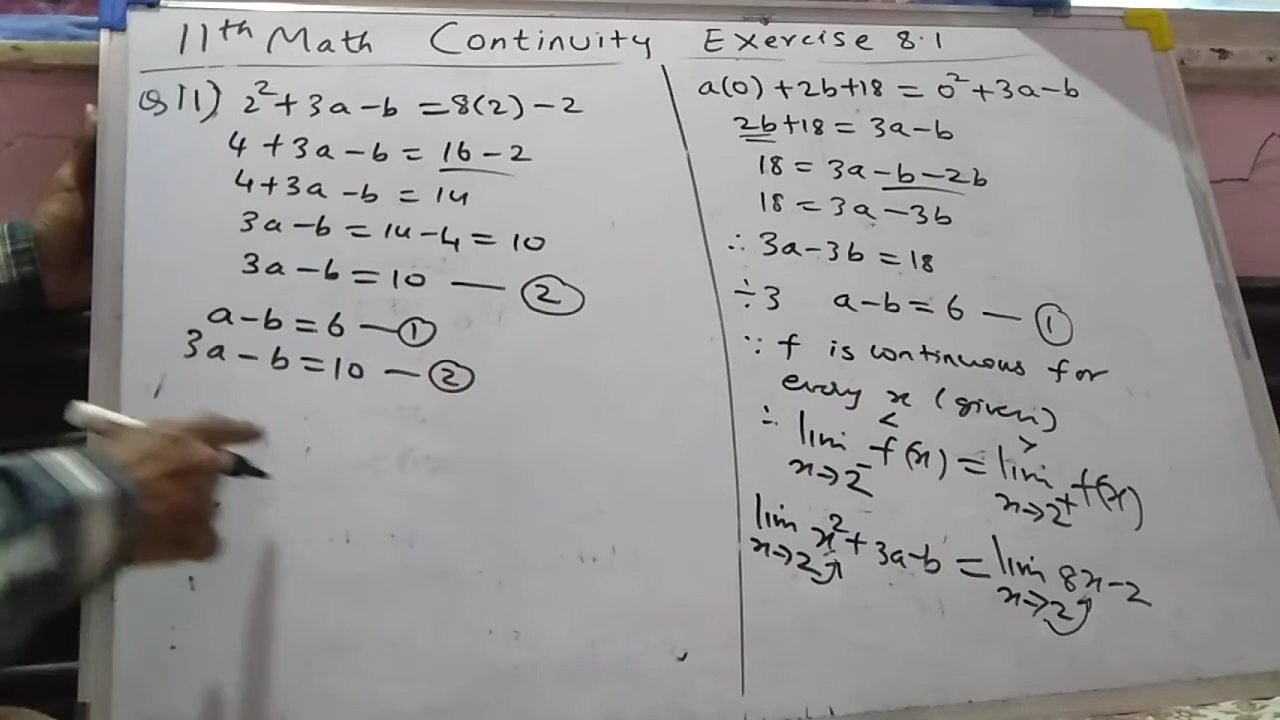 11th Math Continuity Exercise 8.1
Q 11) 2² + 3a - b = 8(2) - 2
4 + 3a - b = 16 - 2
4 + 3a - b = 14
3a - b = 14 - 4 = 10
3a - b = 10 — ②
a - b = 6 — ①
3a - b = 10 — ②
a(0) + 2b + 18 = 0² + 3a - b
2b + 18 = 3a - b
18 = 3a - b - 2b
18 = 3a - 3b
∴ 3a - 3b = 18
÷ 3 a - b = 6 — ①
∵ f is continuous for
every x (given)
< >
∴ lim x→2⁻ f(x) = lim x→2⁺ f(x)
lim x→2 x² + 3a - b = lim x→2 8x - 2